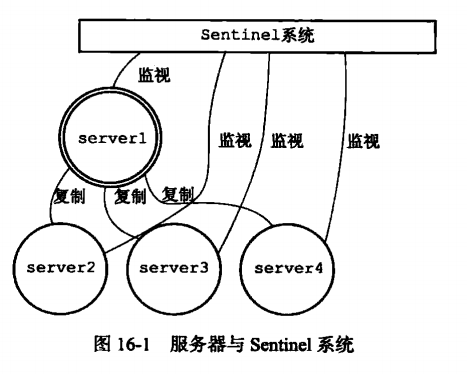 Sentinel系统
监视
server1
监视
监视
监视
复制
复制
复制
server2
server3
server4
图 16-1 服务器与 Sentinel 系统